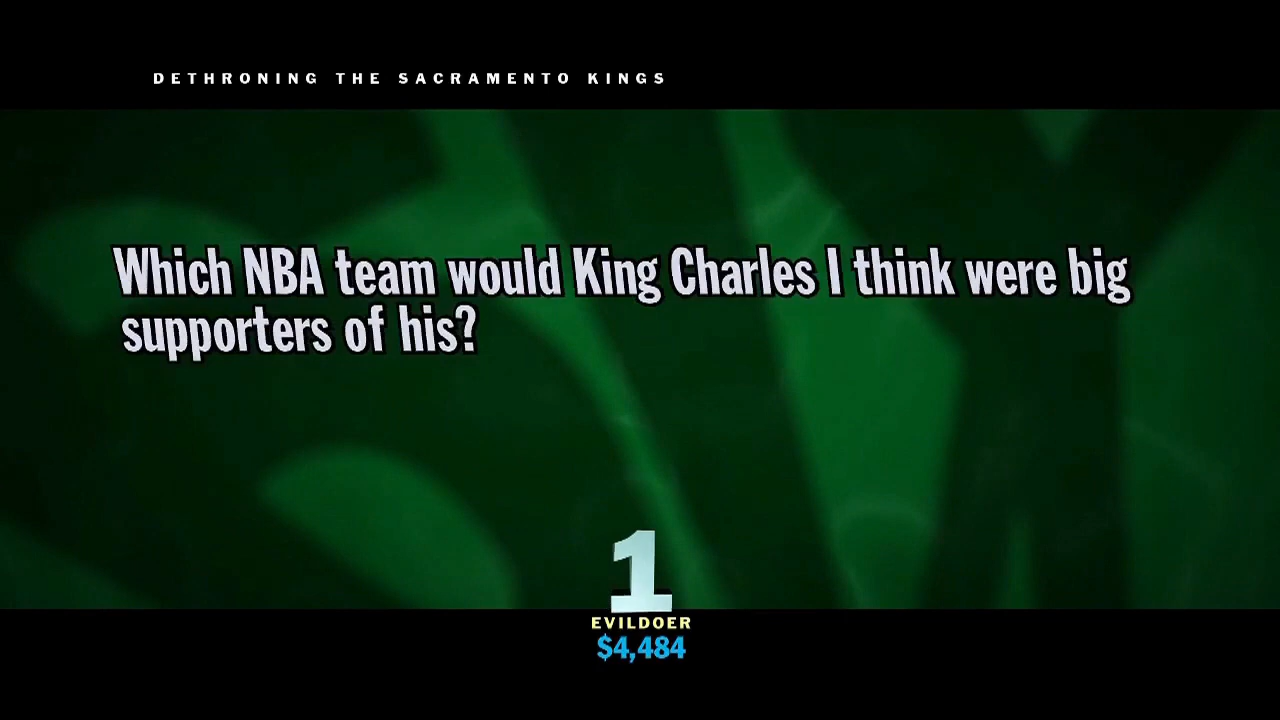 DETHRONING THE SACRAMENTO KINGS
Which NBA team would King Charles I think were big
supporters of his?
1
EVILDOER
$4,484